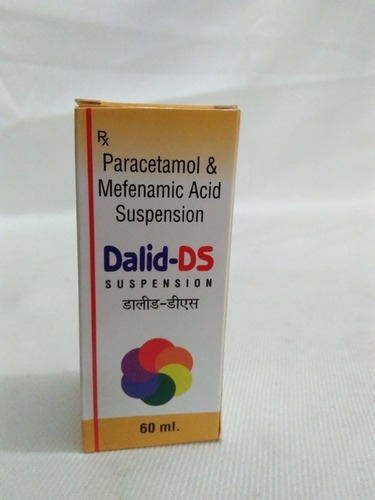 Rx
Paracetamol &
Mefenamic Acid
Suspension
Dalid-DS
SUSPENSION
डालीड-डीएस
60 ml.